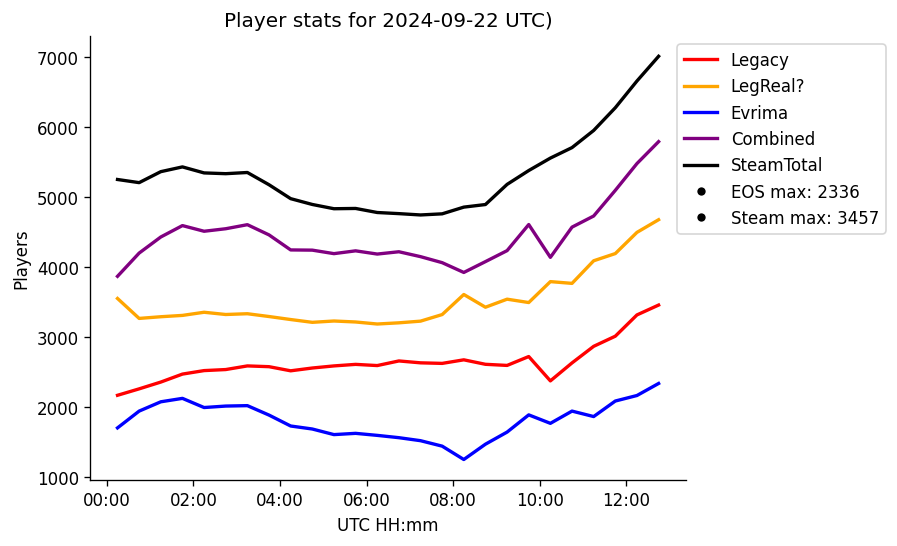 Player stats for 2024-09-22 UTC)
Players
7000
6000
5000
4000
3000
2000
1000
00:00 02:00 04:00 06:00 08:00 10:00 12:00
UTC HH:mm
Legacy
LegReal?
Evrima
Combined
SteamTotal
EOS max: 2336
Steam max: 3457